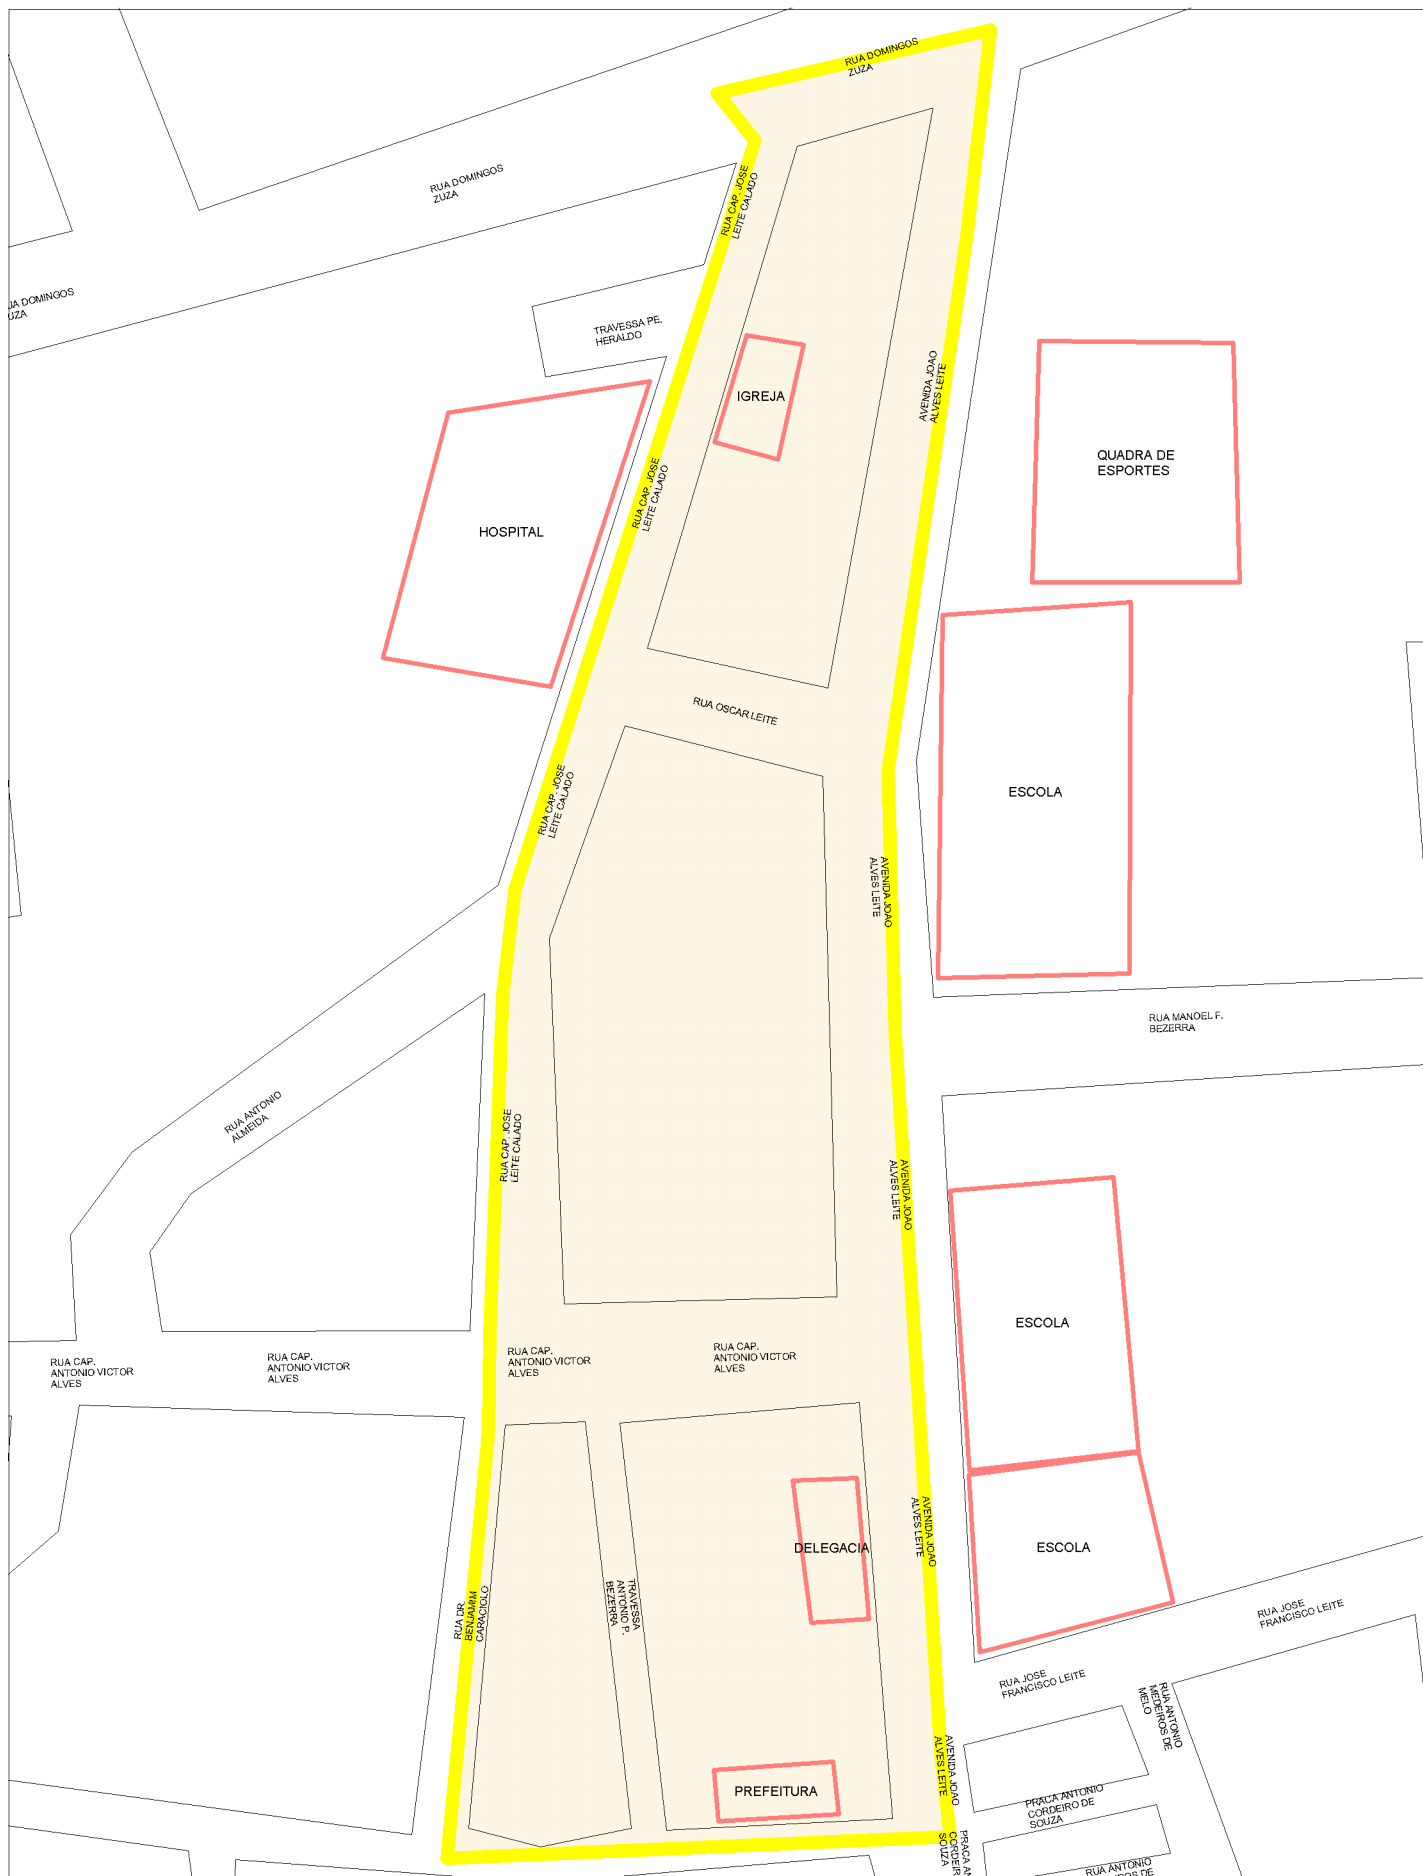 RUA DOMINGOS
ZUZA
RUA DOMINGOS
ZUZA
RUA CAP. JOSE
LEITE CALADO
DOMINGOS
TRAVESSA PE.
HERALDO
AVENIDA JOAO
ALVES LEITE
IGREJA
QUADRA DE
ESPORTES
RUA CAP. JOSE
LEITE CALADO
HOSPITAL
RUA OSCAR LEITE
RUA CAP. JOSE
LEITE CALADO
ESCOLA
AVENIDA JOAO
ALVES LEITE
RUA MANOEL F.
BEZERRA
RUA ANTONIO
ALMEIDA
RUA CAP. JOSE
LEITE CALADO
AVENIDA JOAO
ALVES LEITE
ESCOLA
RUA CAP.
ANTONIO VICTOR
ALVES
RUA CAP.
ANTONIO VICTOR
ALVES
RUA CAP.
ANTONIO VICTOR
ALVES
RUA CAP.
ANTONIO VICTOR
ALVES
DELEGACIA
AVENIDA JOAO
ALVES LEITE
ESCOLA
RUA DR.
BENJAMIM
CARACIOLO
TRAVESSA
ANTONIO P.
BEZERRA
RUA JOSE
FRANCISCO LEITE
RUA JOSE
FRANCISCO LEITE
RUA ANTONIO
MEDEIROS DE
MELO
AVENIDA JOAO
ALVES LEITE
PREFEITURA
PRACA ANTONIO
CORDEIRO DE
SOUZA
PRACA
SOUZA
RUA ANTONIO